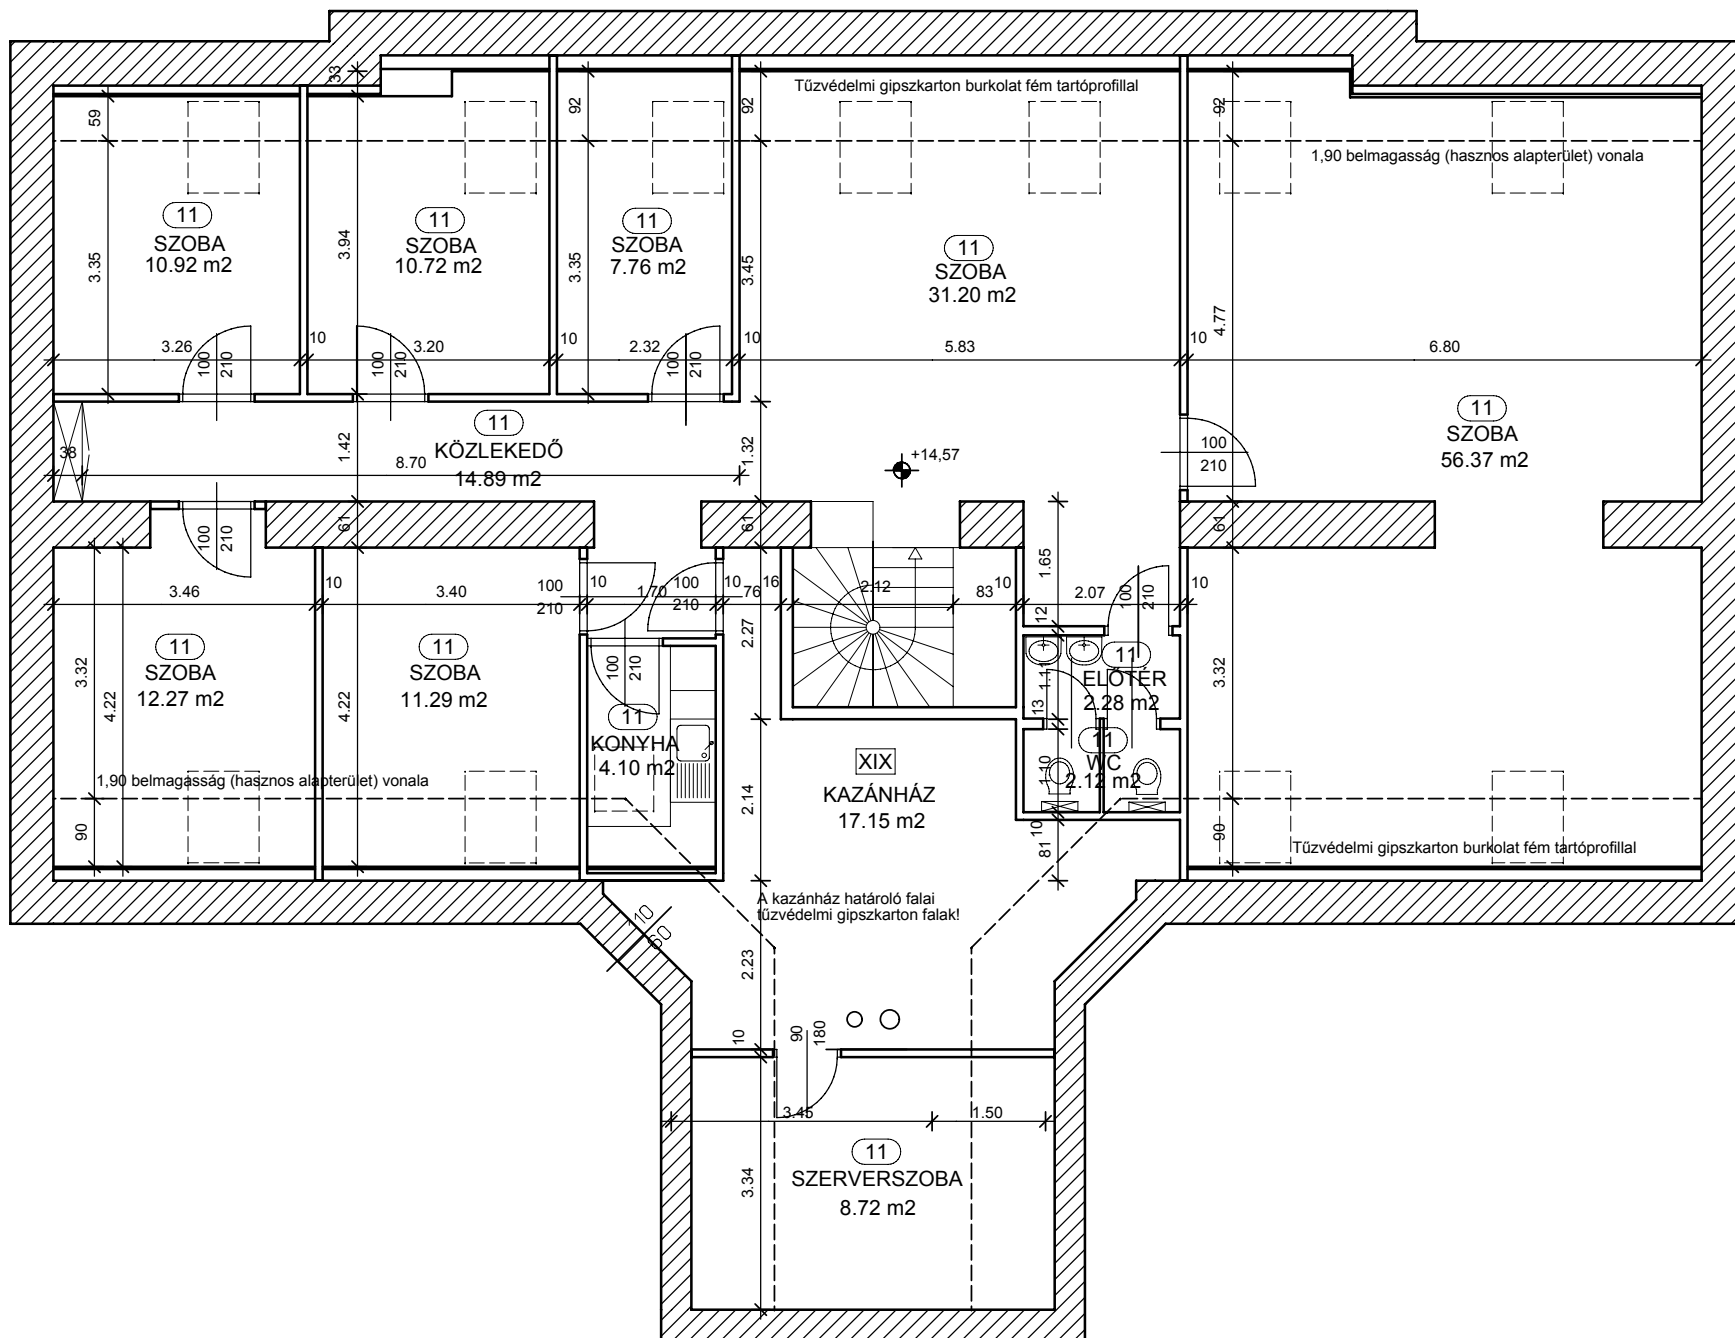 33
59
92
92
92
Tűzvédelmi gipszkarton burkolat fém tartóprofillal
1,90 belmagasság (hasznos alapterület) vonala
11
SZOBA
10.92 m2
11
SZOBA
10.72 m2
11
SZOBA
7.76 m2
11
SZOBA
31.20 m2
3.35
3.94
3.35
3.45
4.77
3.26
10
3.20
10
2.32
10
5.83
10
6.80
100
210
100
210
100
210
11
KÖZLEKEDŐ
14.89 m2
38
8.70
1.42
1.32
+14,57
100
210
11
SZOBA
56.37 m2
61
61
61
100
210
3.46
10
3.40
100
210
10
1.70
100
210
10
76
16
2.12
83
10
1.65
2.07
100
210
10
12
2.27
11
SZOBA
12.27 m2
3.32
4.22
11
SZOBA
11.29 m2
4.22
100
210
11
KONYHA
4.10 m2
11
ELŐTÉR
2.28 m2
1.1
13
11
WC
2.12 m2
1.10
3.32
XIX
KAZÁNHÁZ
17.15 m2
2.14
1,90 belmagasság (hasznos alapterület) vonala
90
10
81
90
Tűzvédelmi gipszkarton burkolat fém tartóprofillal
A kazánház határoló falai
tűzvédelmi gipszkarton falak!
10
60
2.23
10
90
180
3.45
1.50
3.34
11
SZERVERSZOBA
8.72 m2